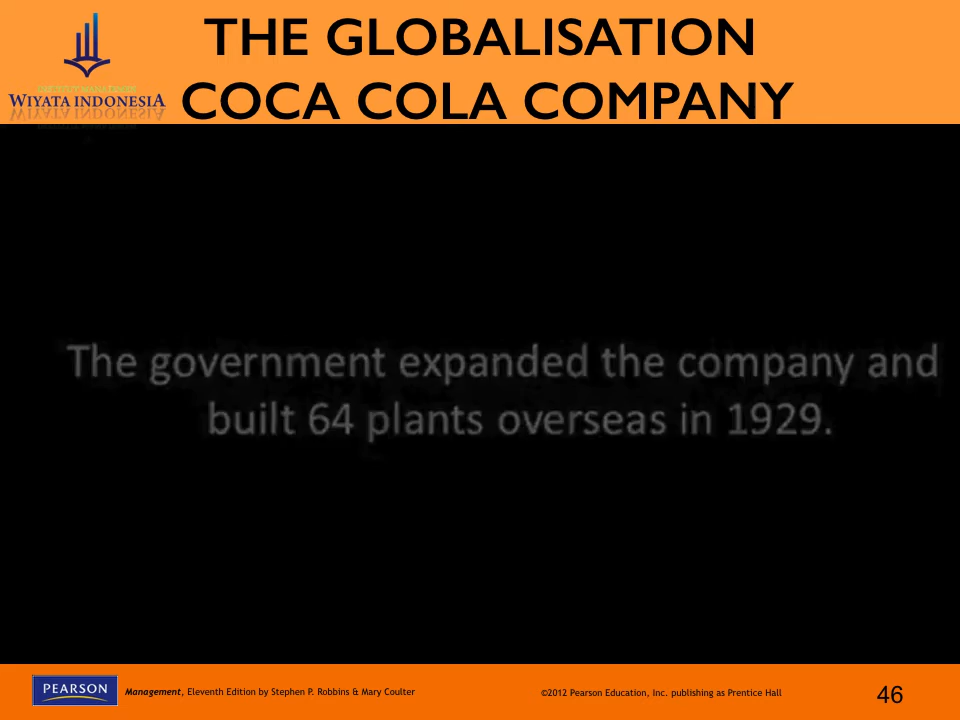 THE GLOBALISATION
COCA COLA COMPANY
WIYATA INDONESIA
The government expanded the company and
built 64 plants overseas in 1929.
PEARSON
Management, Eleventh Edition by Stephen P. Robbins & Mary Coulter
©2012 Pearson Education, Inc. publishing as Prentice Hall
46